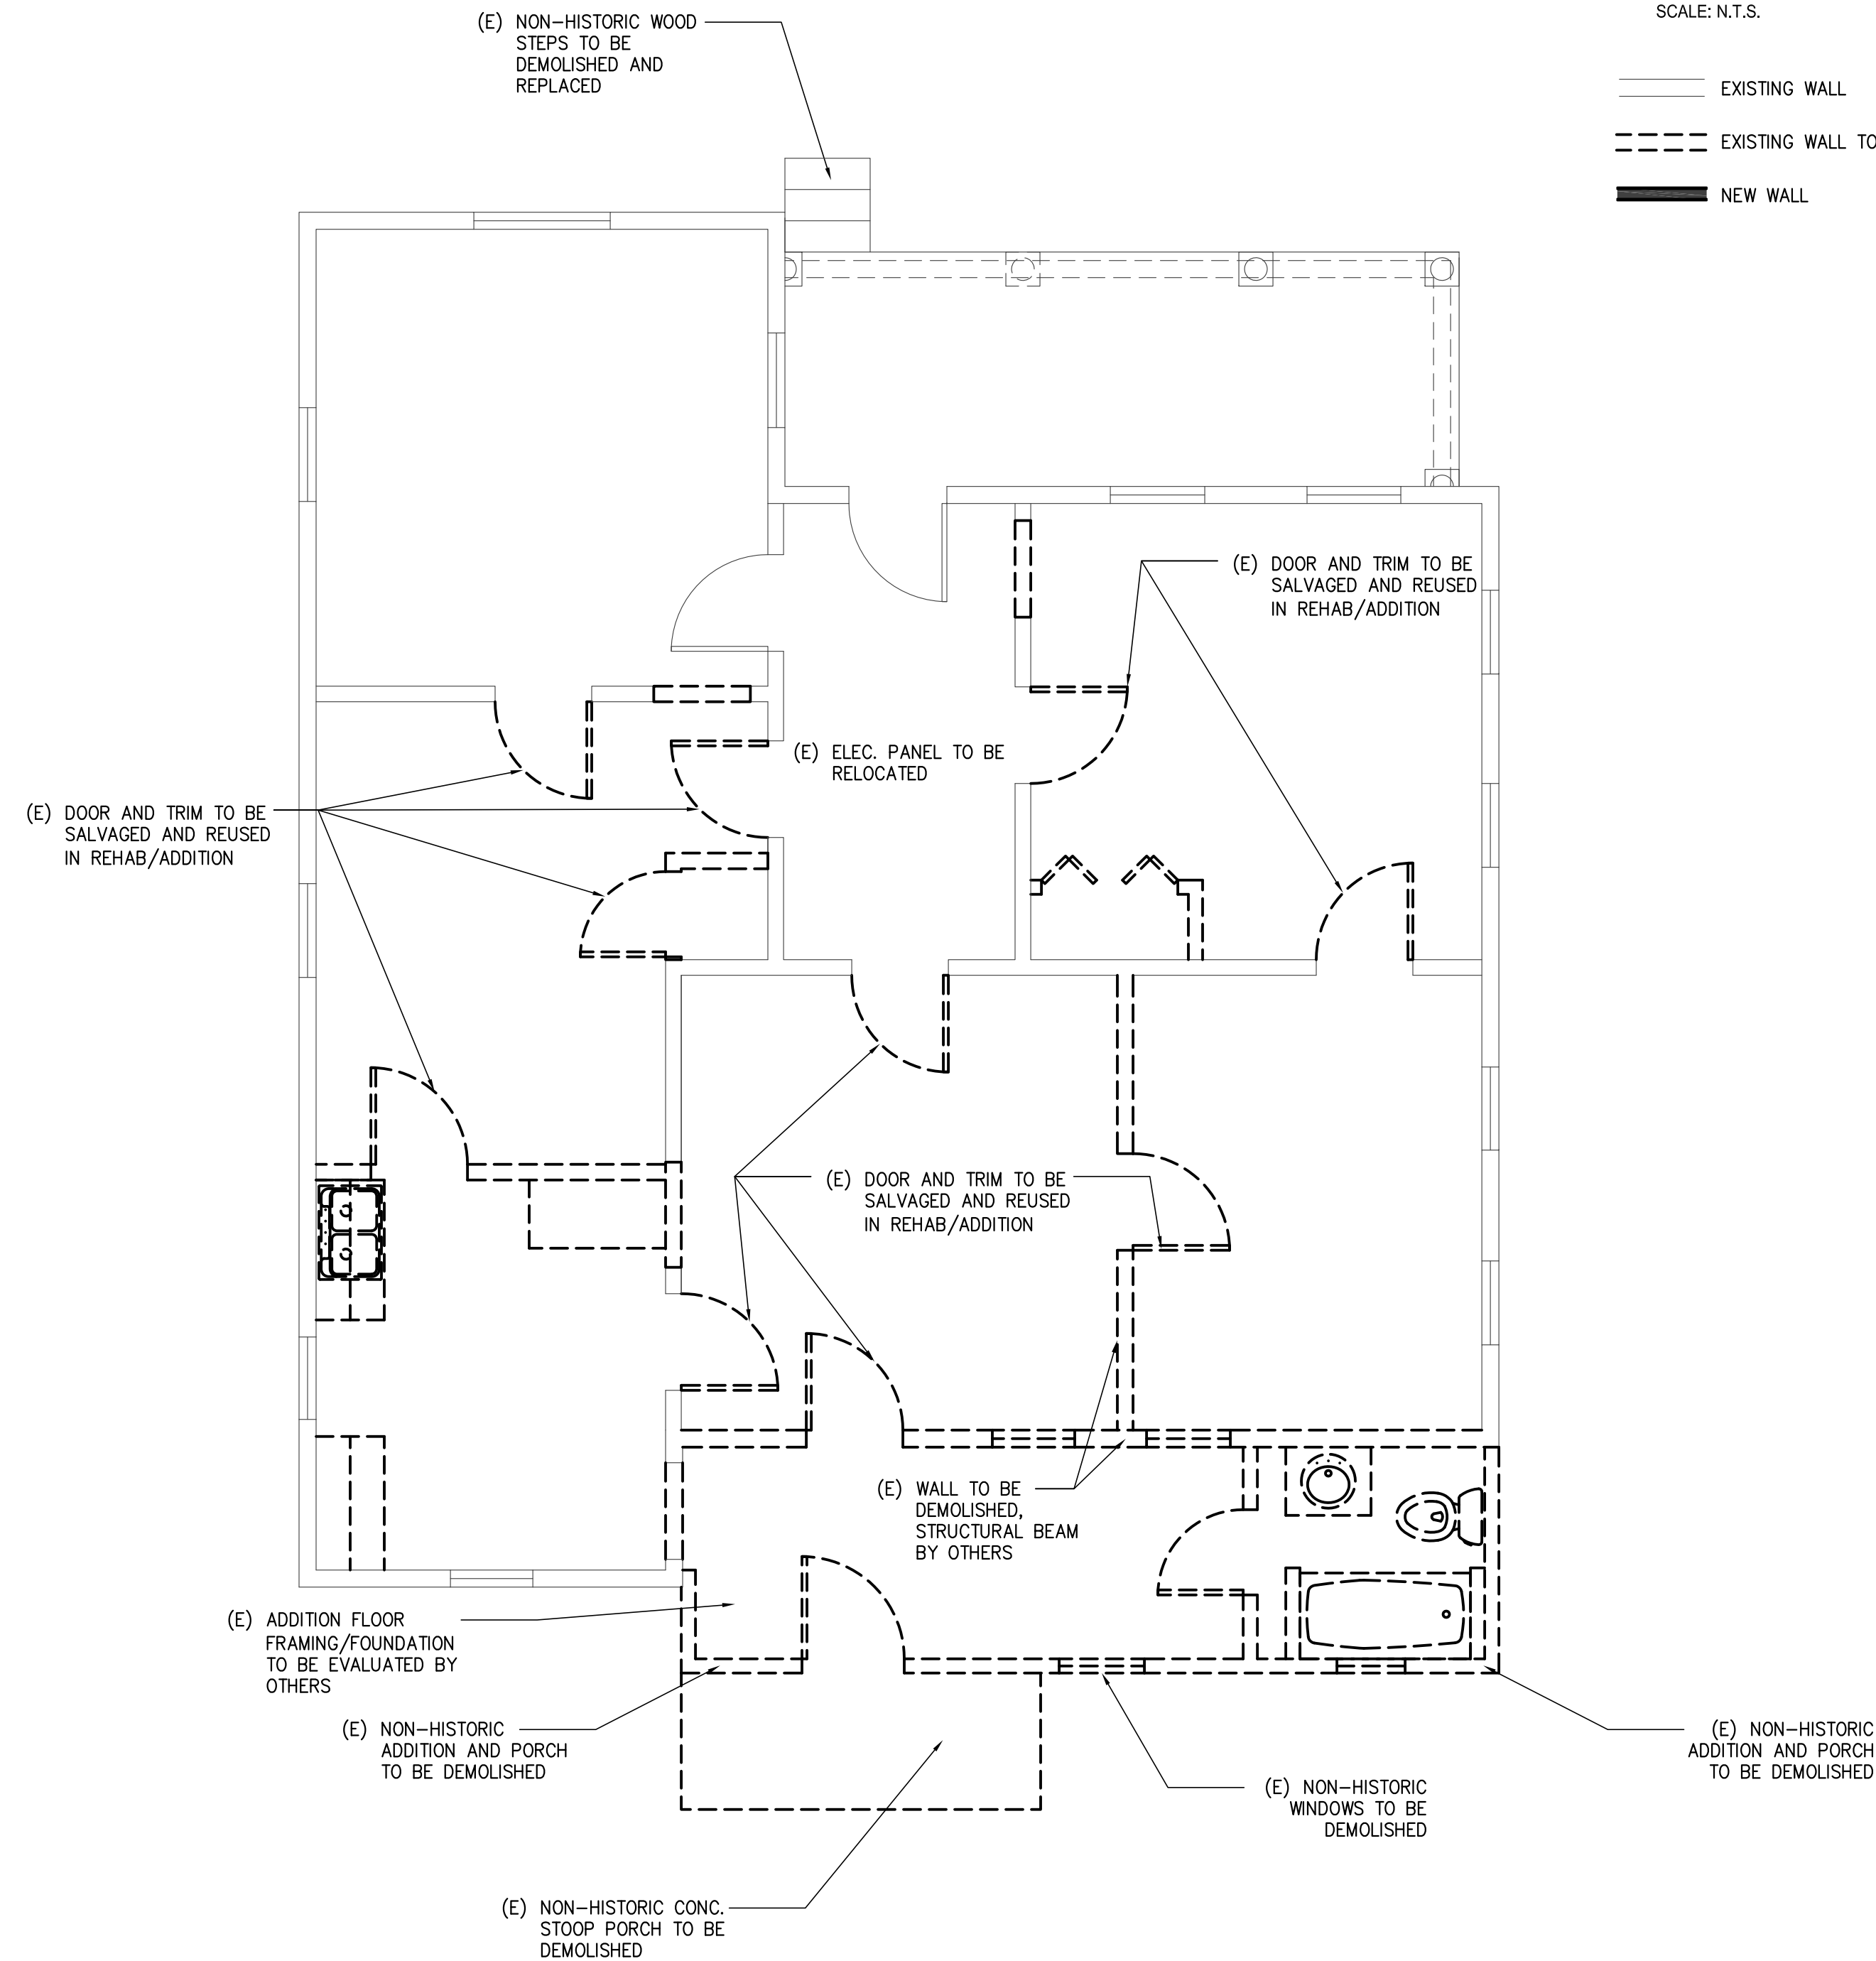 SCALE: N.T.S.
EXISTING WALL
EXISTING WALL TO
NEW WALL
(E) NON-HISTORIC WOOD
STEPS TO BE
DEMOLISHED AND
REPLACED
(E) DOOR AND TRIM TO BE
SALVAGED AND REUSED
IN REHAB/ADDITION
(E) ELEC. PANEL TO BE
RELOCATED
(E) DOOR AND TRIM TO BE
SALVAGED AND REUSED
IN REHAB/ADDITION
(E) DOOR AND TRIM TO BE
SALVAGED AND REUSED
IN REHAB/ADDITION
(E) WALL TO BE
DEMOLISHED,
STRUCTURAL BEAM
BY OTHERS
(E) ADDITION FLOOR
FRAMING/FOUNDATION
TO BE EVALUATED BY
OTHERS
(E) NON-HISTORIC
ADDITION AND PORCH
TO BE DEMOLISHED
(E) NON-HISTORIC
ADDITION AND PORCH
TO BE DEMOLISHED
(E) NON-HISTORIC
WINDOWS TO BE
DEMOLISHED
(E) NON-HISTORIC CONC.
STOOP PORCH TO BE
DEMOLISHED